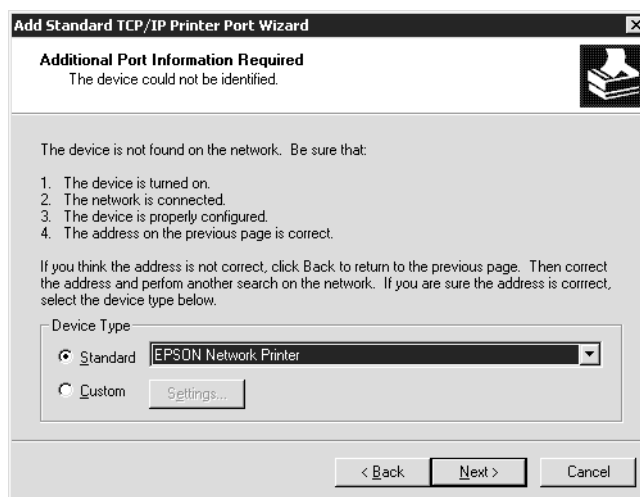 Add Standard TCP/IP Printer Port Wizard
Additional Port Information Required
The device could not be identified.
The device is not found on the network. Be sure that:
1. The device is turned on.
2. The network is connected.
3. The device is properly configured.
4. The address on the previous page is correct.
If you think the address is not correct, click Back to return to the previous page. Then correct
the address and perfom another search on the network. If you are sure the address is corrrect,
select the device type below.
Device Type
Standard EPSON Network Printer
Custom Settings...
< Back Next > Cancel